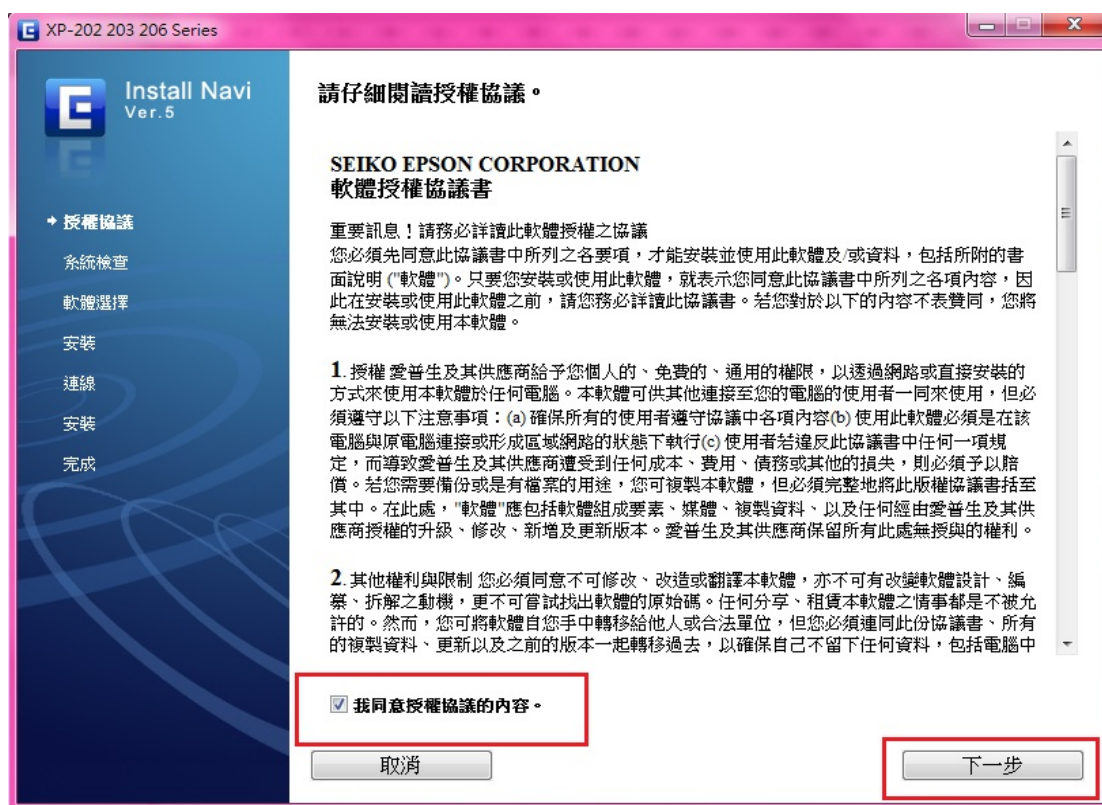 XP-202 203 206 Series
Install Navi
Ver.5
授權協議
系統檢查
軟體選擇
安裝
連線
安裝
完成
請仔細閱讀授權協議。
SEIKO EPSON CORPORATION
軟體授權協議書
重要訊息！請務必詳讀此軟體授權之協議
您必須先同意此協議書中所列之各要項，才能安裝並使用此軟體及/或資料，包括所附的書
面說明 ("軟體")。只要您安裝或使用此軟體，就表示您同意此協議書中所列之各項內容，因
此在安裝或使用此軟體之前，請您務必詳讀此協議書。若您對於以下的內容不表贊同，您將
無法安裝或使用本軟體。
1. 授權 愛普生及其供應商給予您個人的、免費的、通用的權限，以透過網路或直接安裝的
方式來使用本軟體於任何電腦。本軟體可供其他連接至您的電腦的使用者一同來使用，但必
須遵守以下注意事項：(a) 確保所有的使用者遵守協議中各項內容(b) 使用此軟體必須是在該
電腦與原電腦連接或形成區域網路的狀態下執行(c) 使用者若違反此協議書中任何一項規
定，而導致愛普生及其供應商遭受到任何成本、費用、債務或其他的損失，則必須予以賠
償。若您需要備份或是有檔案的用途，您可複製本軟體，但必須完整地將此版權協議書括至
其中。在此處，"軟體"應包括軟體組成要素、媒體、複製資料、以及任何經由愛普生及其供
應商授權的升級、修改、新增及更新版本。愛普生及其供應商保留所有此處無授與的權利。
2. 其他權利與限制 您必須同意不可修改、改造或翻譯本軟體，亦不可有改變軟體設計、編
纂、拆解之動機，更不可嘗試找出軟體的原始碼。任何分享、租賃本軟體之情事都是不被允
許的。然而，您可將軟體自您手中轉移給他人或合法單位，但您必須連同此份協議書、所有
的複製資料、更新以及之前的版本一起轉移過去，以確保自己不留下任何資料，包括電腦中
我同意授權協議的內容。
取消
下一步